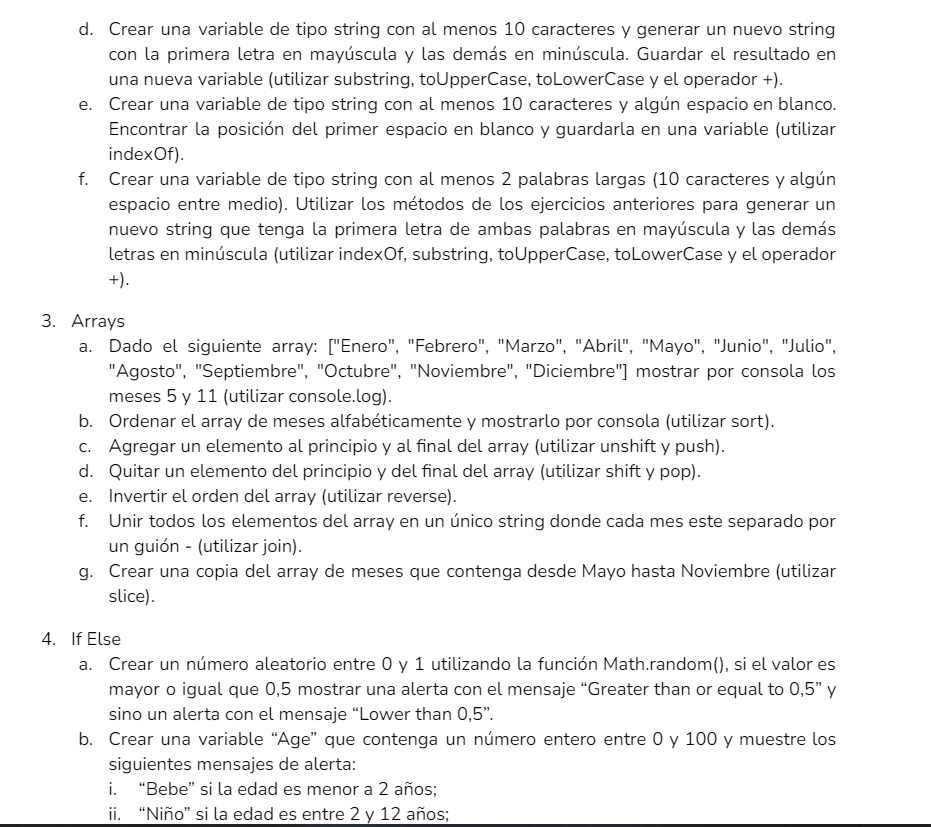 d. Crear una variable de tipo string con al menos 10 caracteres y generar un nuevo string
con la primera letra en mayúscula y las demás en minúscula. Guardar el resultado en
una nueva variable (utilizar substring, toUpperCase, toLowerCase y el operador +).
e. Crear una variable de tipo string con al menos 10 caracteres y algún espacio en blanco.
Encontrar la posición del primer espacio en blanco y guardarla en una variable (utilizar
indexOf).
f. Crear una variable de tipo string con al menos 2 palabras largas (10 caracteres y algún
espacio entre medio). Utilizar los métodos de los ejercicios anteriores para generar un
nuevo string que tenga la primera letra de ambas palabras en mayúscula y las demás
letras en minúscula (utilizar indexOf, substring, toUpperCase, toLowerCase y el operador
+).
3. Arrays
a. Dado el siguiente array: ["Enero", "Febrero", "Marzo", "Abril", "Mayo", "Junio", "Julio",
"Agosto", "Septiembre", "Octubre", "Noviembre", "Diciembre"] mostrar por consola los
meses 5 y 11 (utilizar console.log).
b. Ordenar el array de meses alfabéticamente y mostrarlo por consola (utilizar sort).
c. Agregar un elemento al principio y al final del array (utilizar unshift y push).
d. Quitar un elemento del principio y del final del array (utilizar shift y pop).
e. Invertir el orden del array (utilizar reverse).
f. Unir todos los elementos del array en un único string donde cada mes este separado por
un guión - (utilizar join).
g. Crear una copia del array de meses que contenga desde Mayo hasta Noviembre (utilizar
slice).
4. If Else
a. Crear un número aleatorio entre 0 y 1 utilizando la función Math.random(), si el valor es
mayor o igual que 0,5 mostrar una alerta con el mensaje “Greater than or equal to 0,5” y
sino un alerta con el mensaje “Lower than 0,5”.
b. Crear una variable “Age” que contenga un número entero entre 0 y 100 y muestre los
siguientes mensajes de alerta:
i. “Bebe” si la edad es menor a 2 años;
ii. “Niño” si la edad es entre 2 y 12 años;